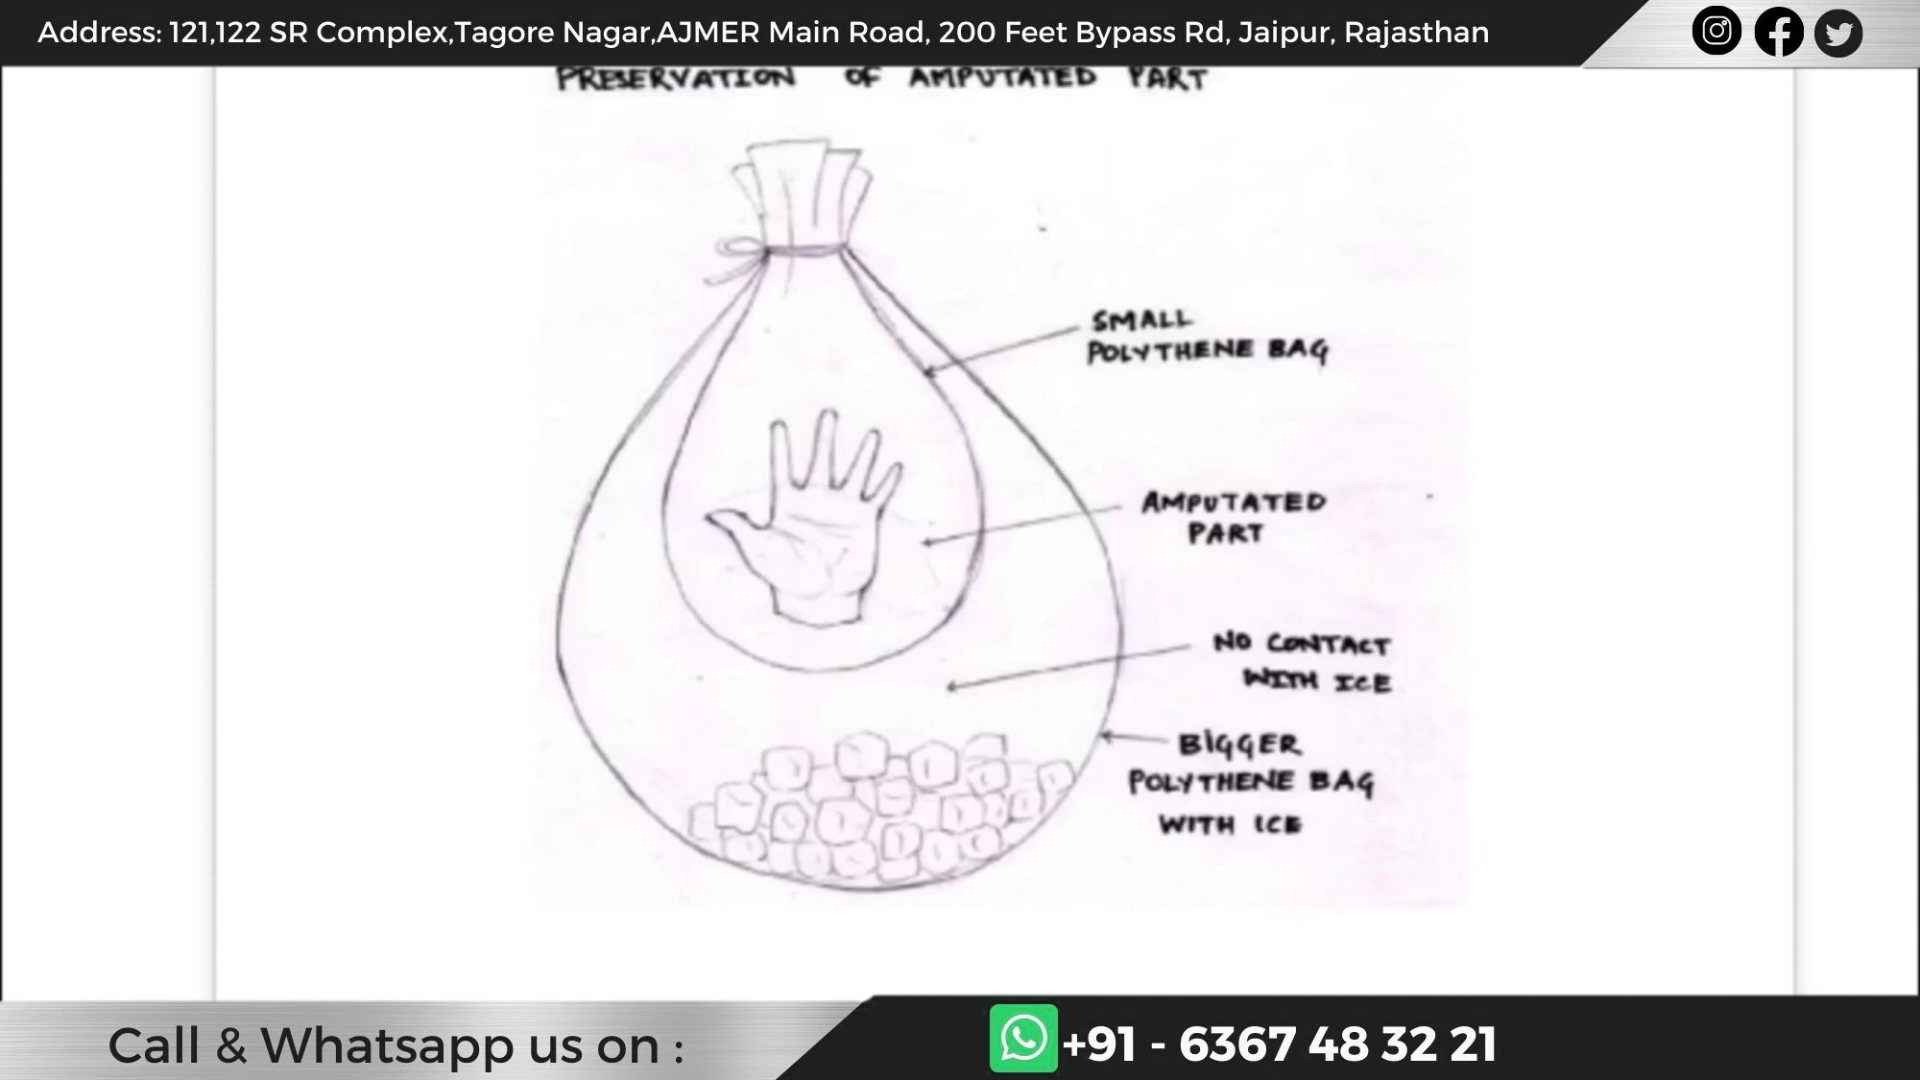 Address: 121,122 SR Complex,Tagore Nagar,AJMER Main Road, 200 Feet Bypass Rd, Jaipur, Rajasthan
PRESERVATION OF AMPUTATED PART
SMALL
POLYTHENE BAG
AMPUTATED
PART
NO CONTACT
WITH ICE
BIGGER
POLYTHENE BAG
WITH ICE
Call & Whatsapp us on :
+91 - 6367 48 32 21